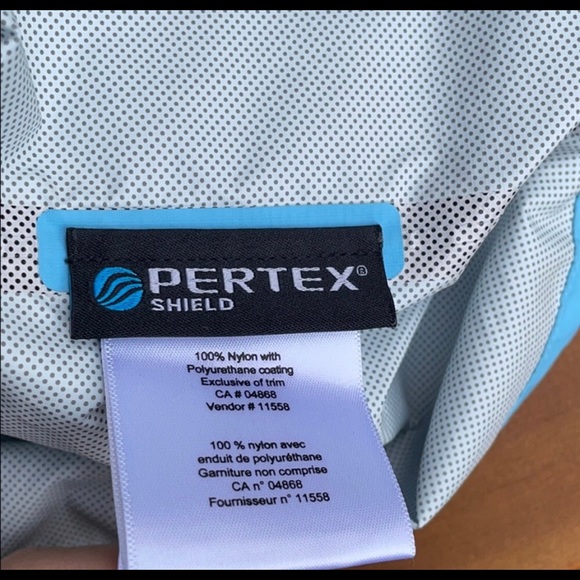 PERTEX®
SHIELD
100% Nylon with
Polyurethane coating
Exclusive of trim
CA # 04868
Vendor # 11558
100 % nylon avec
enduit de polyuréthane
Garniture non comprise
CA n° 04868
Fournisseur n° 11558